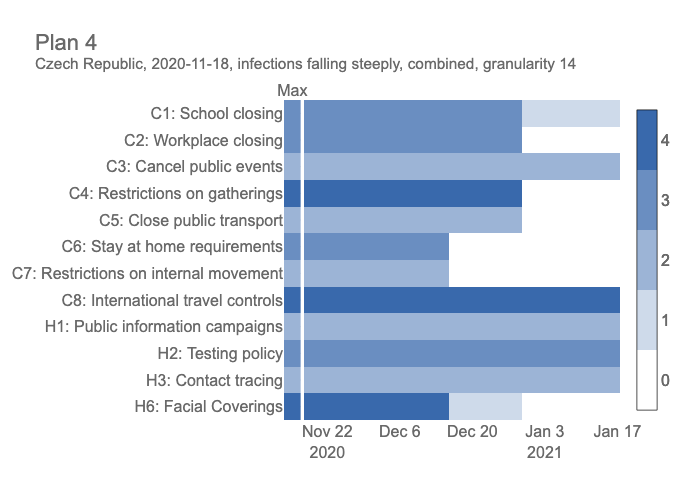 Plan 4
Czech Republic, 2020-11-18, infections falling steeply, combined, granularity 14
Max
C1: School closing
C2: Workplace closing
C3: Cancel public events
C4: Restrictions on gatherings
C5: Close public transport
C6: Stay at home requirements
C7: Restrictions on internal movement
C8: International travel controls
H1: Public information campaigns
H2: Testing policy
H3: Contact tracing
H6: Facial Coverings
4
3
2
1
0
Nov 22 Dec 6 Dec 20 Jan 3 Jan 17
2020 2021